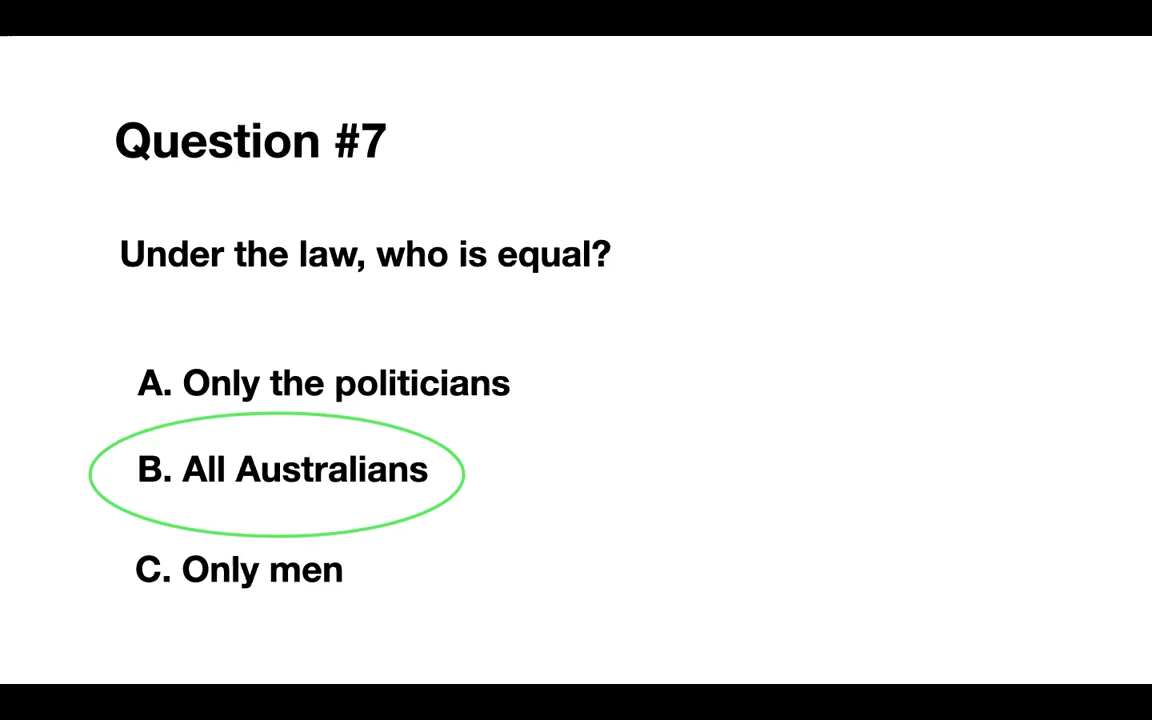 Question #7
Under the law, who is equal?
A. Only the politicians
B. All Australians
C. Only men